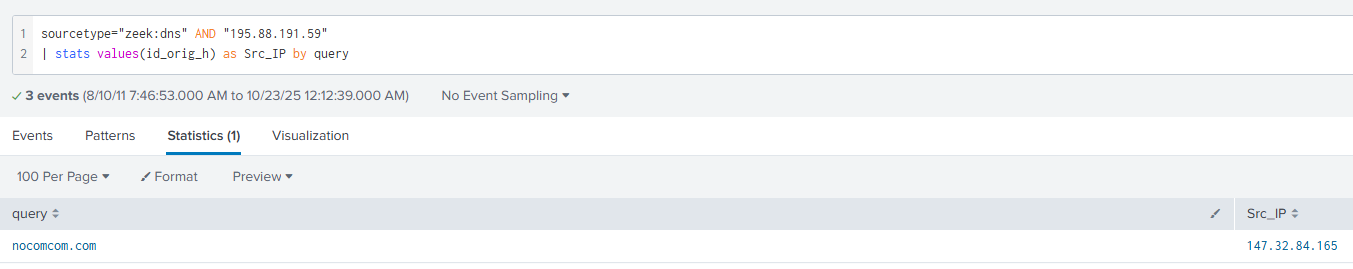 1 sourcetype="zeek:dns" AND "195.88.191.59"
2 | stats values(id_orig_h) as Src_IP by query
3 events (8/10/11 7:46:53.000 AM to 10/23/25 12:12:39.000 AM) No Event Sampling
Events Patterns Statistics (1) Visualization
100 Per Page Format Preview
query Src_IP
nocomcom.com 147.32.84.165